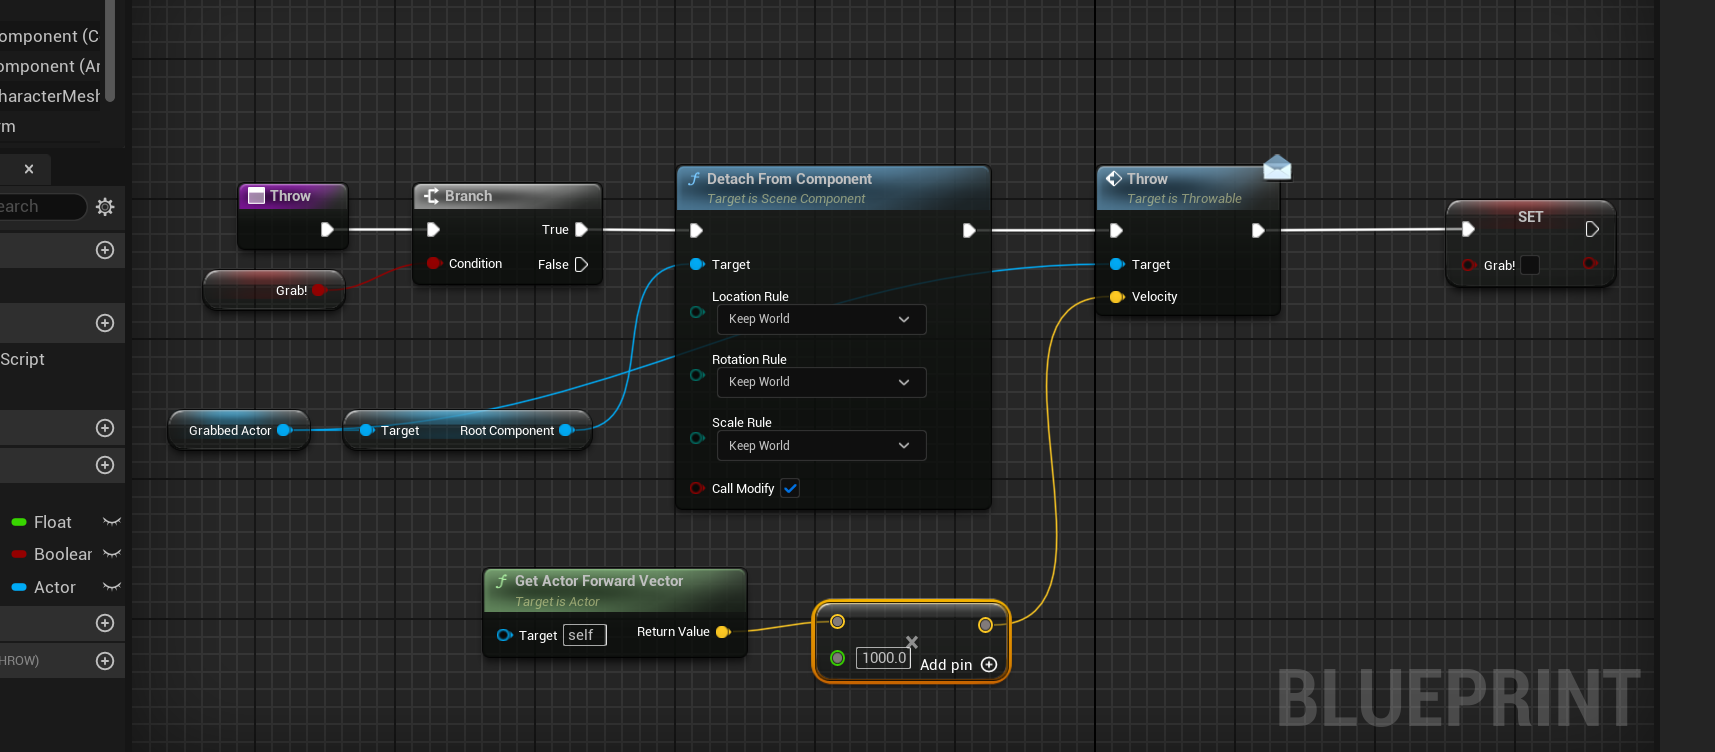 omponent (C
omponent (Ar
haracterMesh
rm
earch
Script
Float
Boolear
Actor
HROW)
Throw
Branch
True
Condition
False
Grab!
Detach From Component
Target is Scene Component
Target
Location Rule
Keep World
Rotation Rule
Keep World
Scale Rule
Keep World
Call Modify
Throw
Target is Throwable
Target
Velocity
SET
Grab!
Grabbed Actor
Target Root Component
Get Actor Forward Vector
Target is Actor
Target self Return Value
1000.0 Add pin
BLUEPRINT